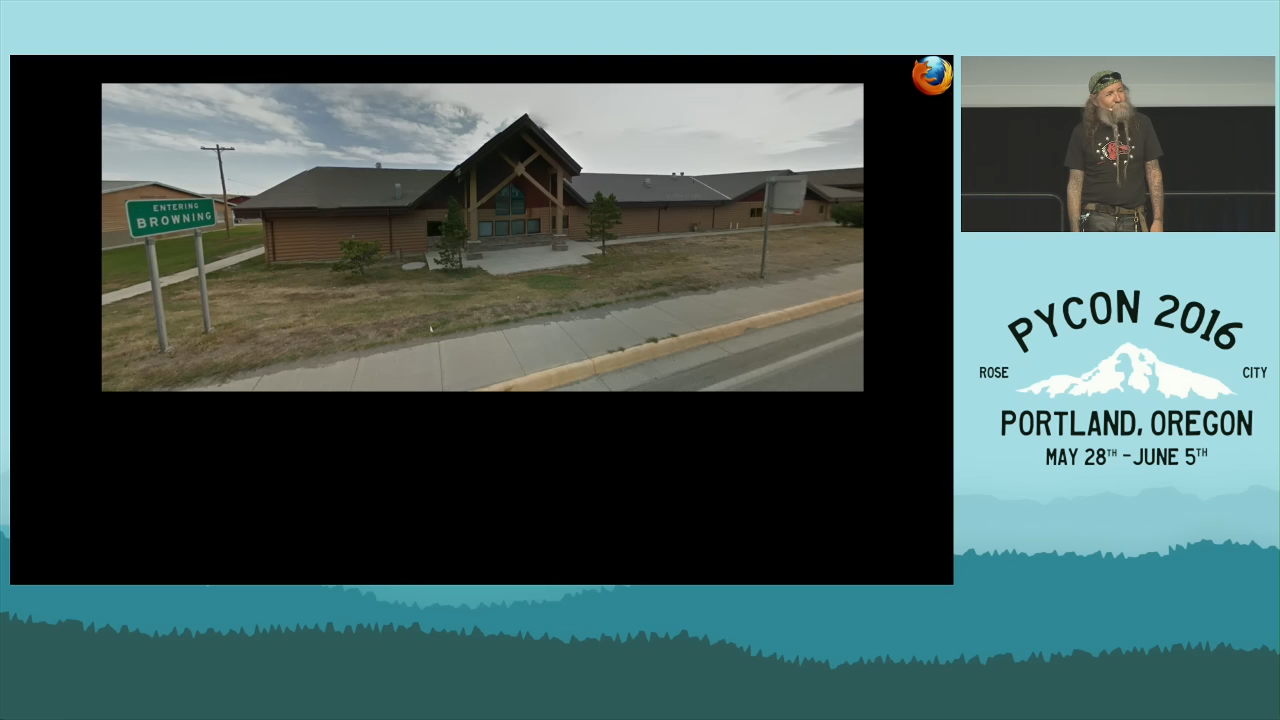 ENTERING
BROWNING
PYCON 2016
ROSE
CITY
PORTLAND, OREGON
MAY 28TH - JUNE 5TH